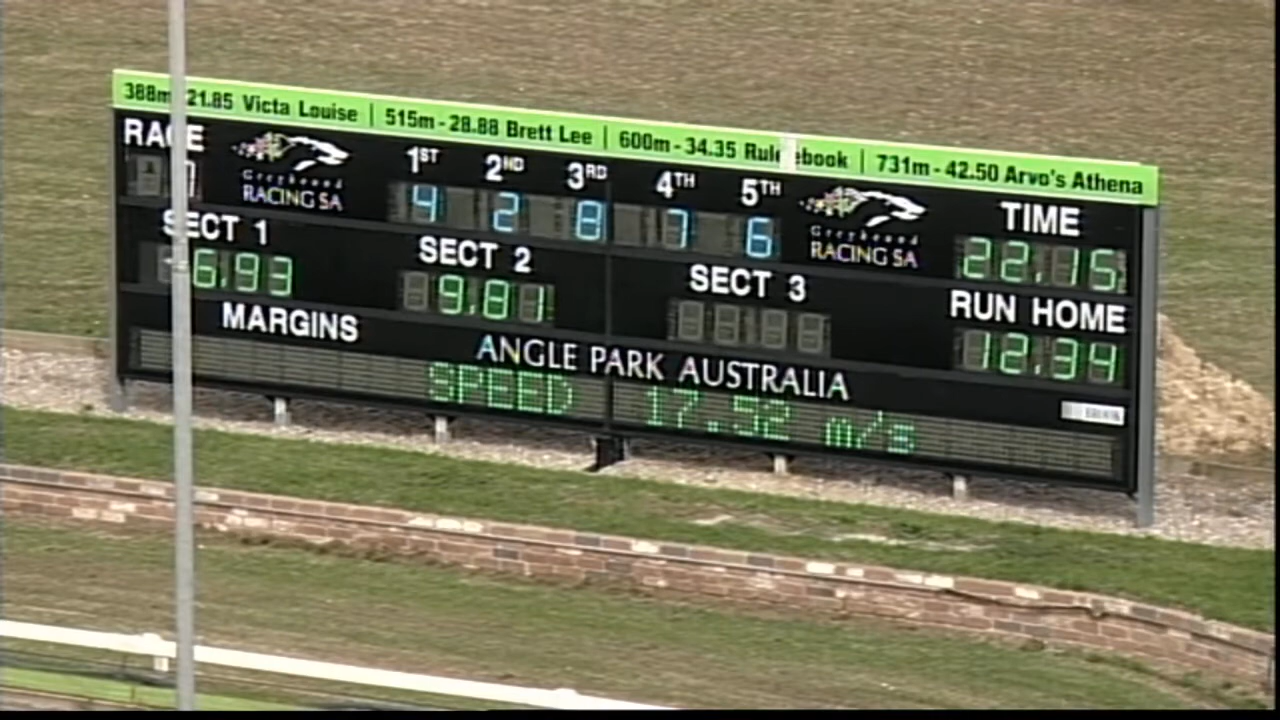 388m 21.85 Victa Louise | 515m - 28.88 Brett Lee | 600m - 34.35 Rulebook | 731m - 42.50 Arvo's Athena
RACE
Greyhound
RACING SA
1ST 2ND 3RD 4TH 5TH
4 2 8 7 6
Greyhound
RACING SA
TIME
22.15
SECT 1
6.93
SECT 2
9.81
SECT 3
RUN HOME
12.34
MARGINS
ANGLE PARK AUSTRALIA
SPEED 17.52 m/s